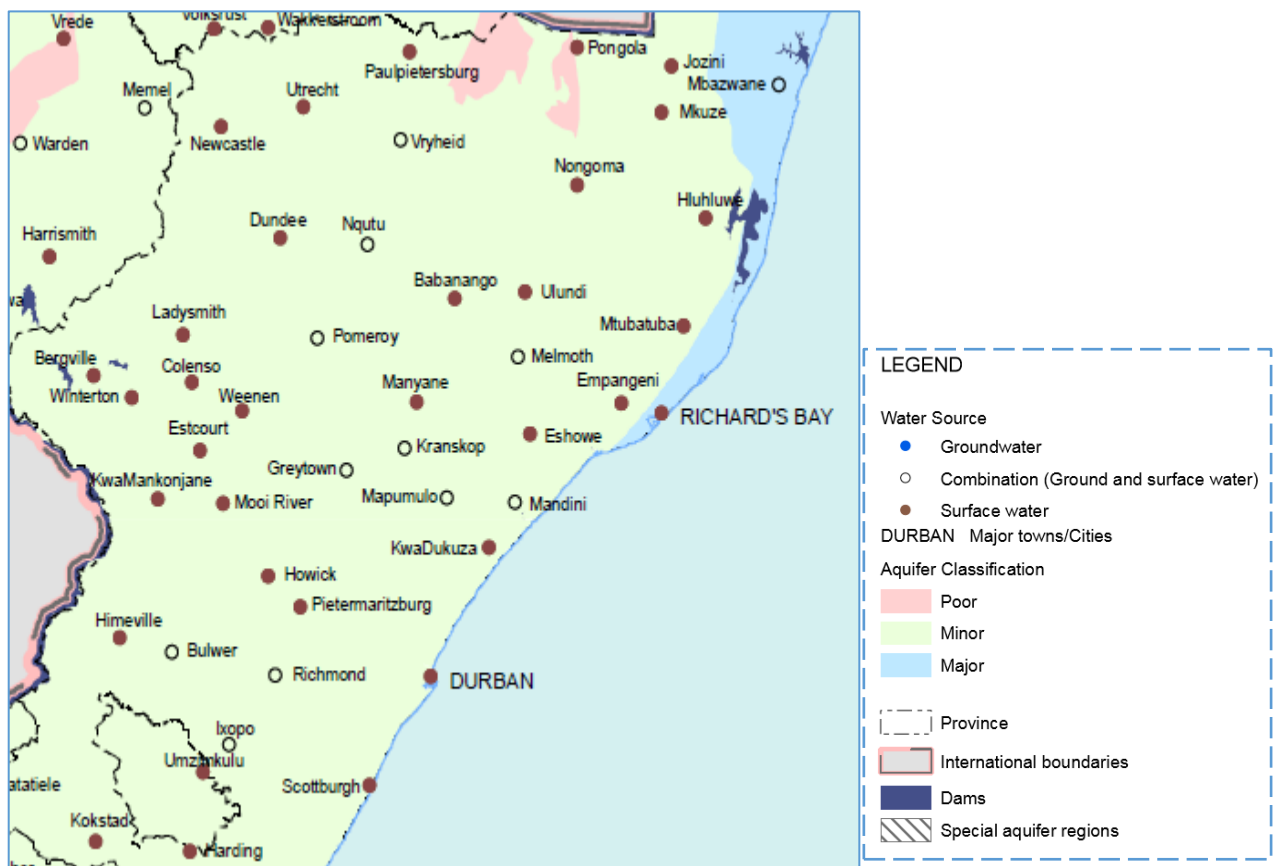 Vrede
Volksrust
Wakkerstroom
Pongola
Paulpietersburg
Jozini
Mbazwane
Memel
Utrecht
Mkuze
Warden
Newcastle
Vryheid
Nongoma
Hluhluwe
Dundee
Nqutu
Harrismith
Babanango
Ulundi
wa
Ladysmith
Mtubatuba
Pomeroy
Bergville
Melmoth
Colenso
Empangeni
Winterton
Weenen
Manyane
RICHARD'S BAY
Estcourt
Eshowe
Kranskop
Greytown
KwaMankonjane
Mooi River
Mapumulo
Mandini
KwaDukuza
Howick
Pietermaritzburg
Himeville
Bulwer
Richmond
DURBAN
Ixopo
Umzimkulu
atatiele
Scottburgh
Kokstad
Harding
LEGEND
Water Source
Groundwater
Combination (Ground and surface water)
Surface water
DURBAN Major towns/Cities
Aquifer Classification
Poor
Minor
Major
Province
International boundaries
Dams
Special aquifer regions